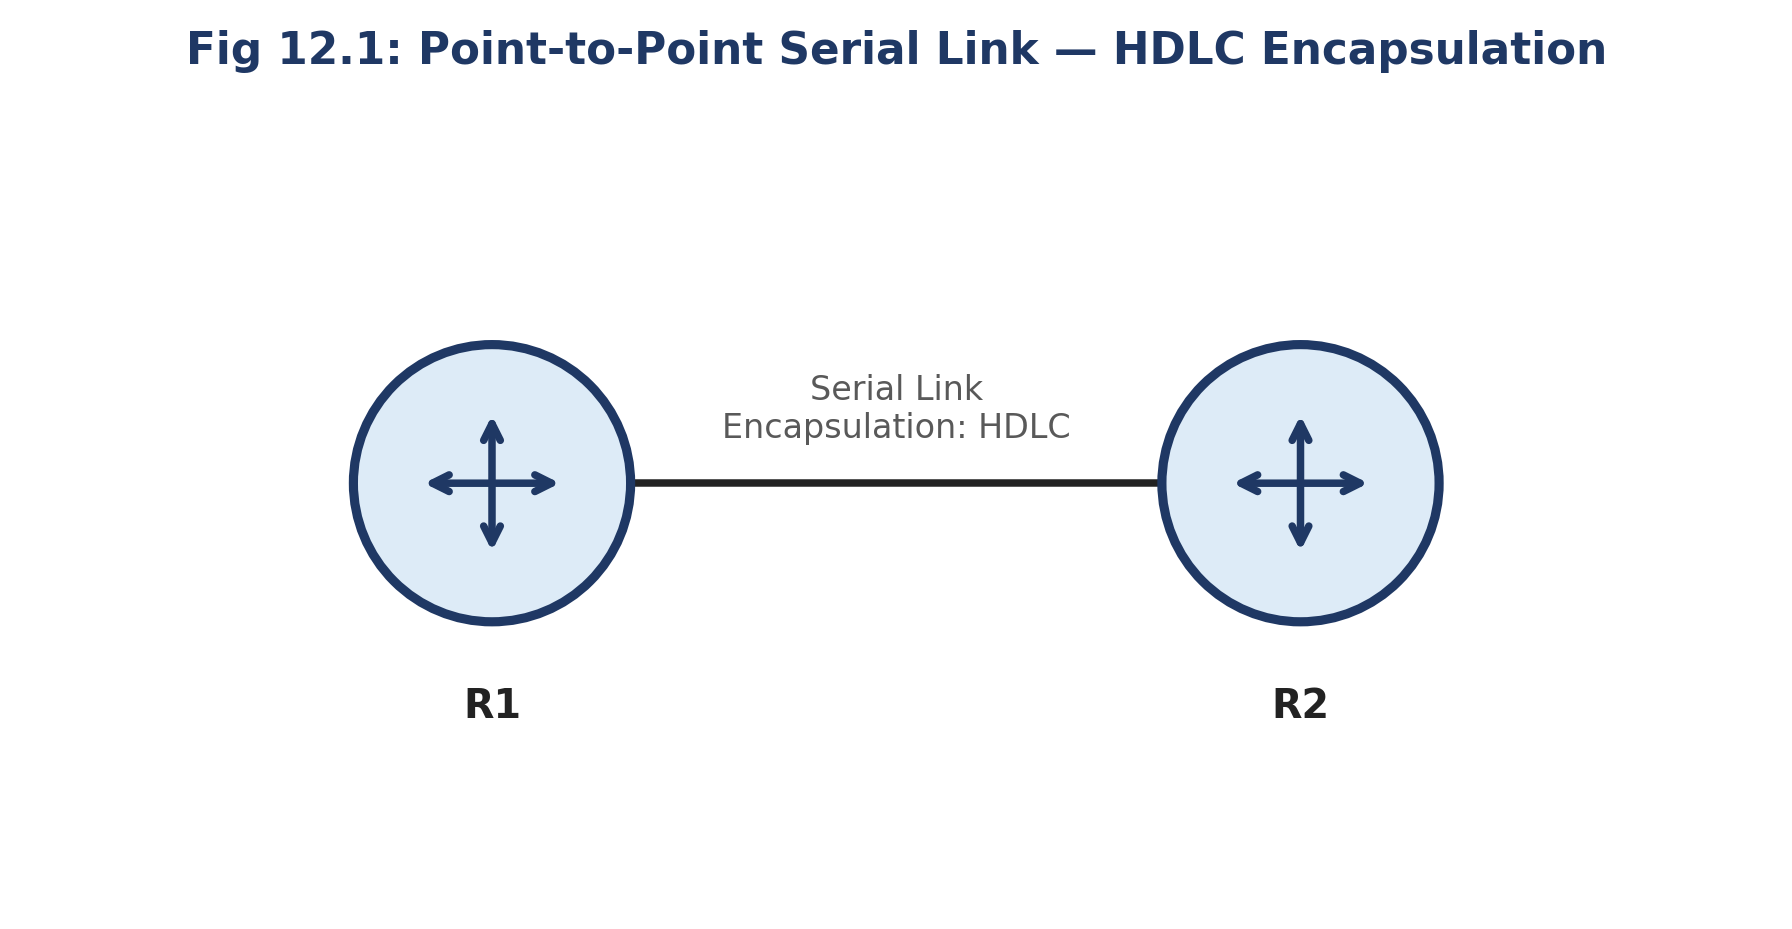 Fig 12.1: Point-to-Point Serial Link — HDLC Encapsulation
Serial Link
Encapsulation: HDLC
R1
R2